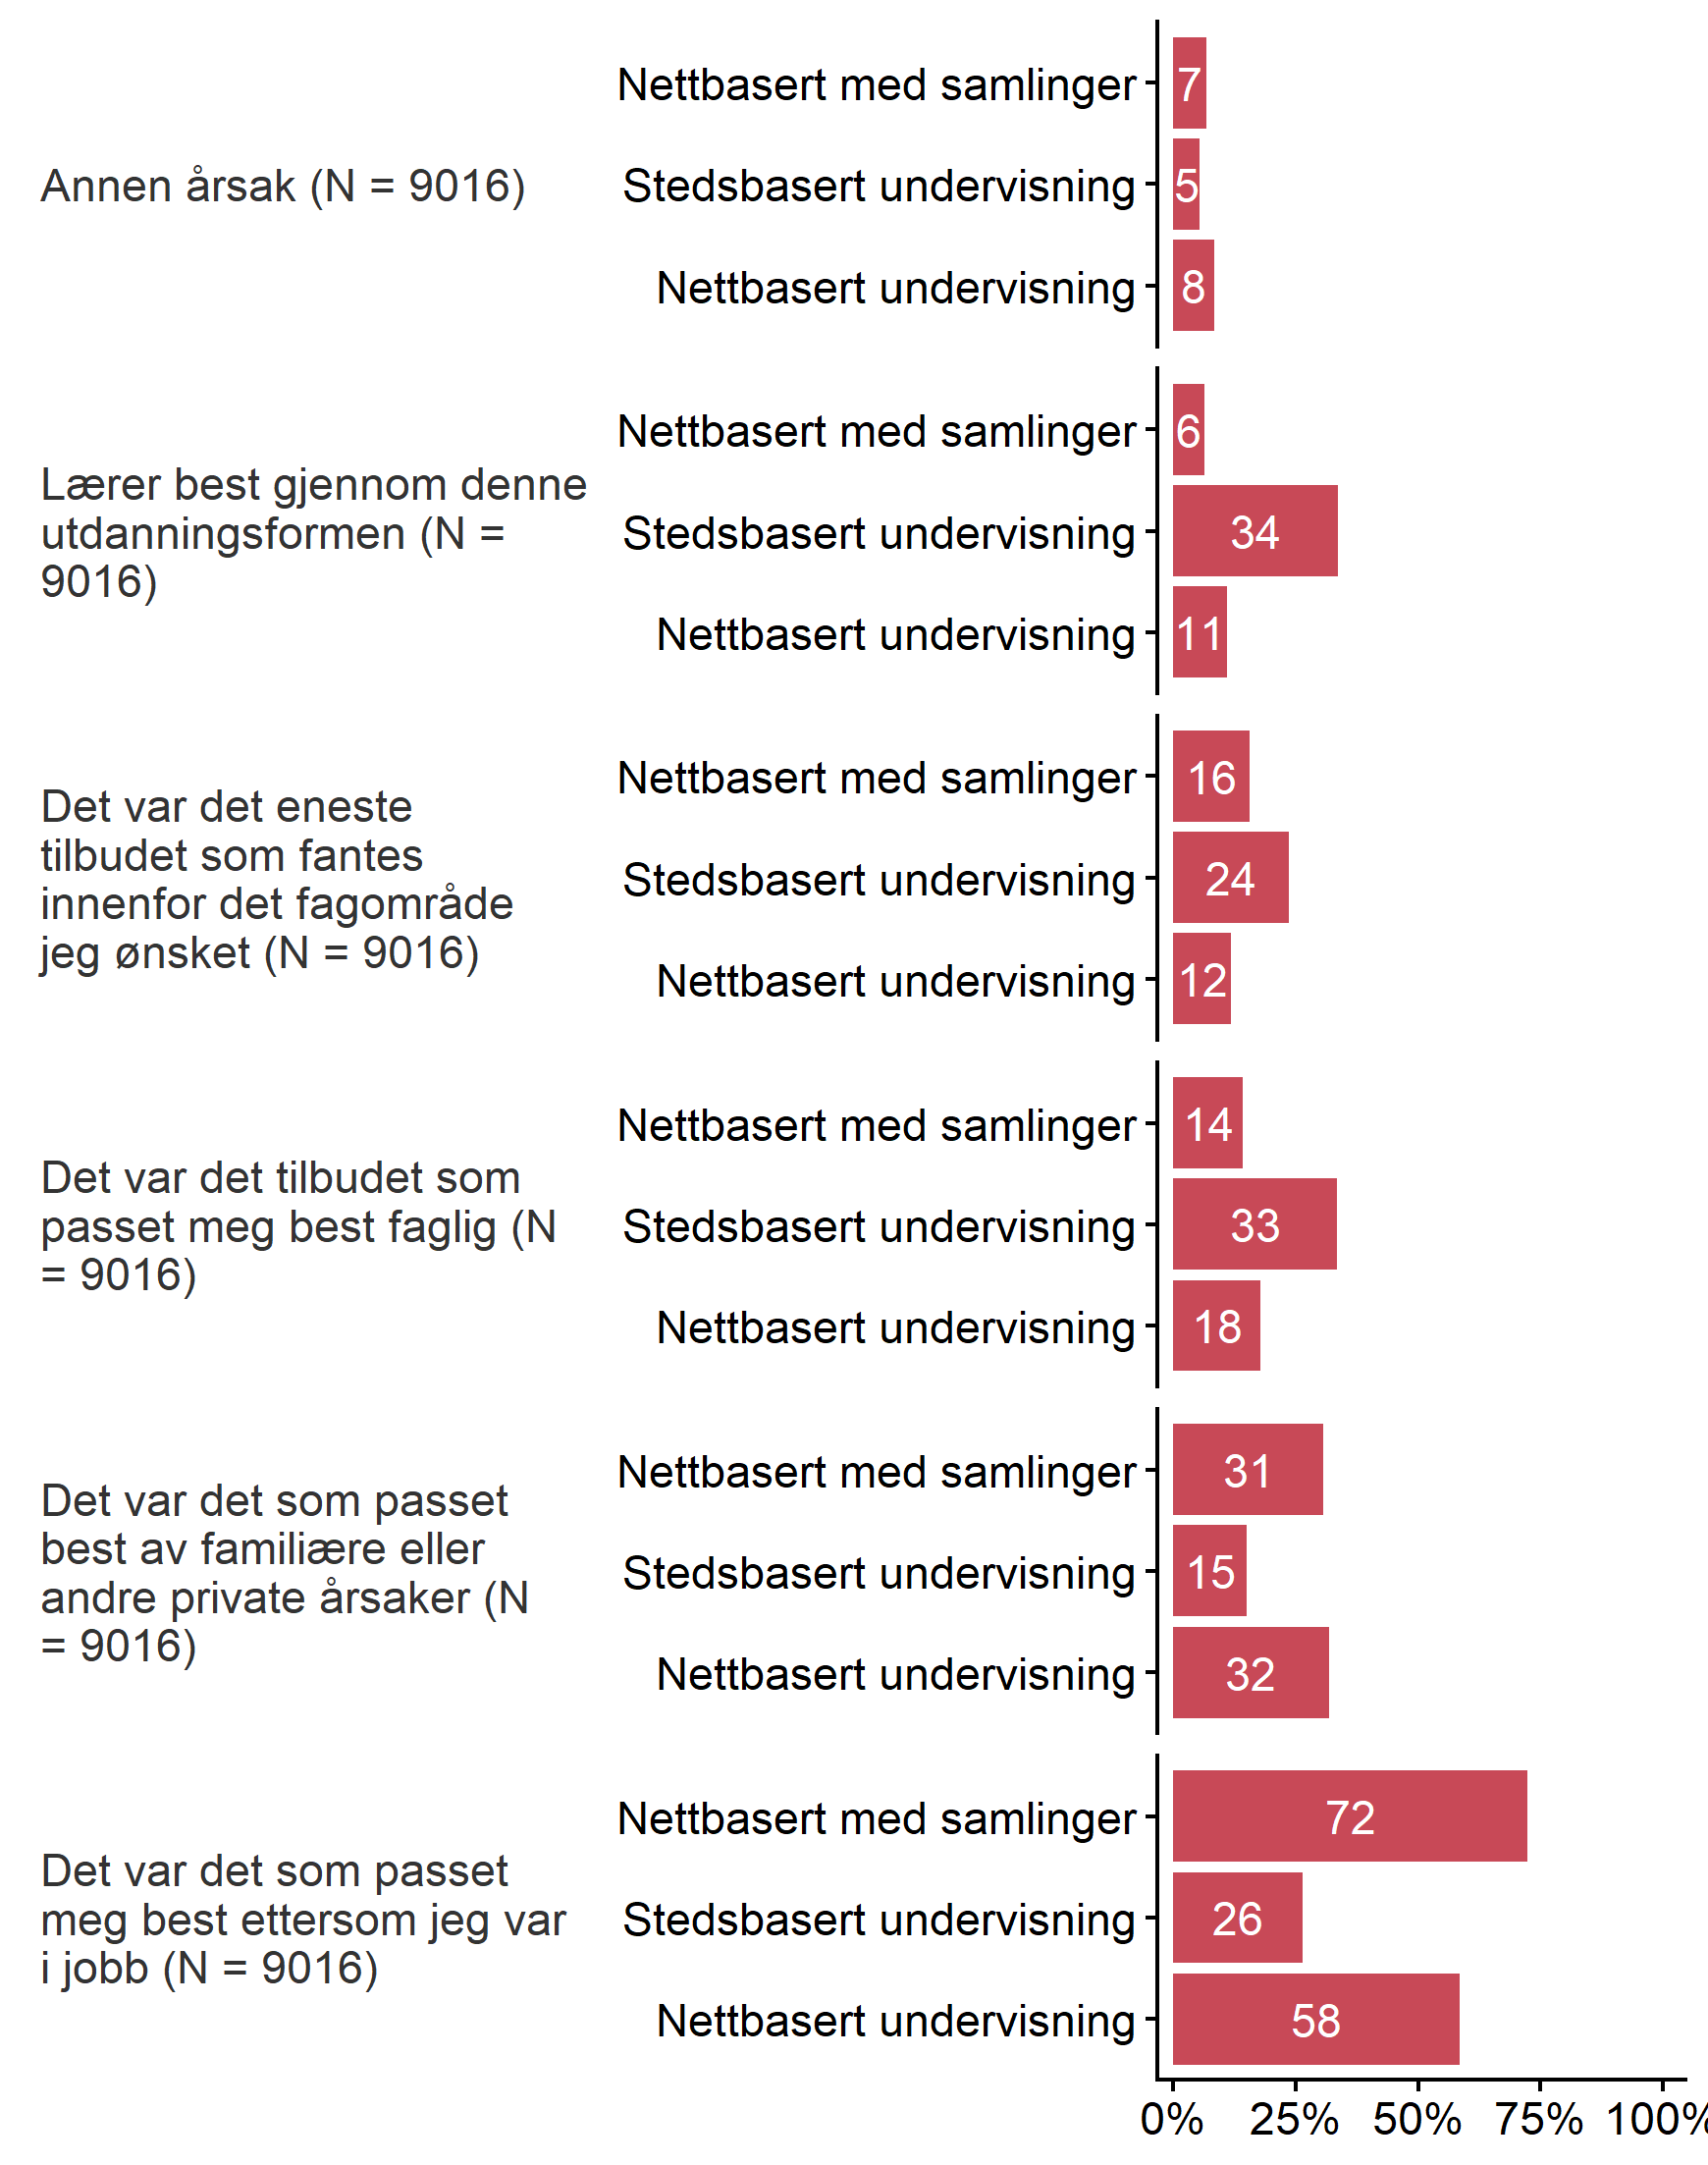 Annen årsak (N = 9016)
Nettbasert med samlinger
7
Stedsbasert undervisning
5
Nettbasert undervisning
8
Lærer best gjennom denne
utdanningsformen (N =
9016)
Nettbasert med samlinger
6
Stedsbasert undervisning
34
Nettbasert undervisning
11
Det var det eneste
tilbudet som fantes
innenfor det fagområde
jeg ønsket (N = 9016)
Nettbasert med samlinger
16
Stedsbasert undervisning
24
Nettbasert undervisning
12
Det var det tilbudet som
passet meg best faglig (N
= 9016)
Nettbasert med samlinger
14
Stedsbasert undervisning
33
Nettbasert undervisning
18
Det var det som passet
best av familiære eller
andre private årsaker (N
= 9016)
Nettbasert med samlinger
31
Stedsbasert undervisning
15
Nettbasert undervisning
32
Det var det som passet
meg best ettersom jeg var
i jobb (N = 9016)
Nettbasert med samlinger
72
Stedsbasert undervisning
26
Nettbasert undervisning
58
0% 25% 50% 75% 100%